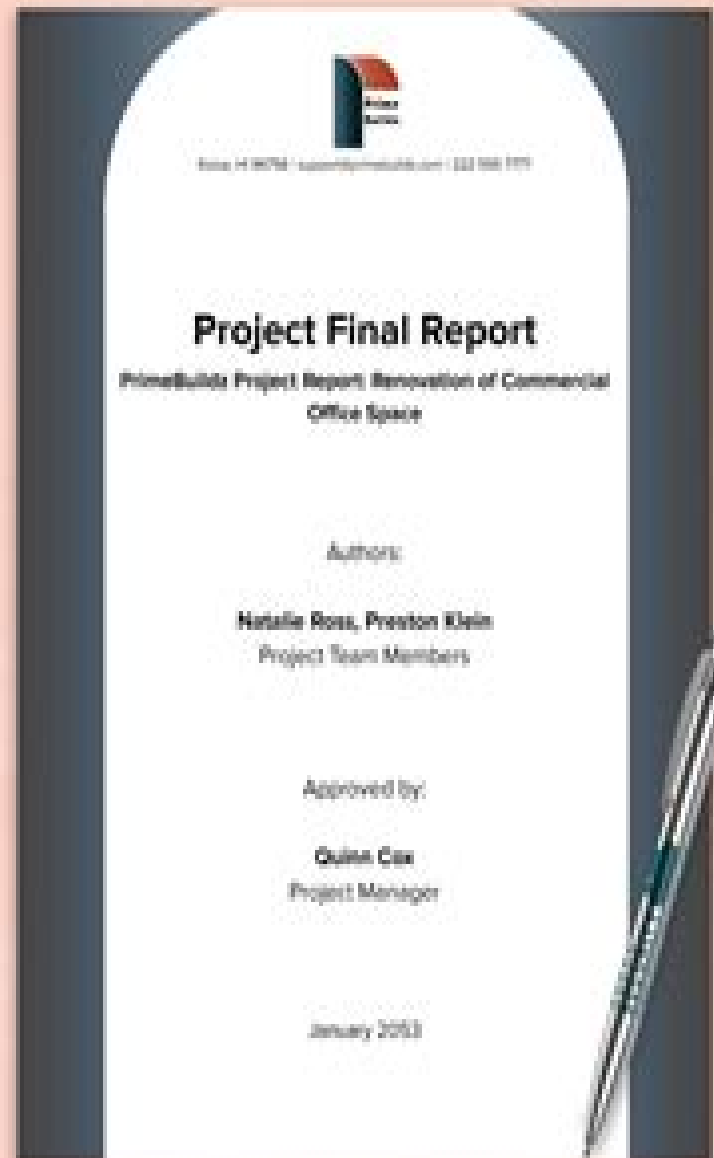 Prime
Project Final Report
PrimeBuilds Project Report: Renovation of Commercial
Office Space
Authors:
Natalie Ross, Preston Klein
Project Team Members
Approved by:
Quinn Cox
Project Manager
January 2053